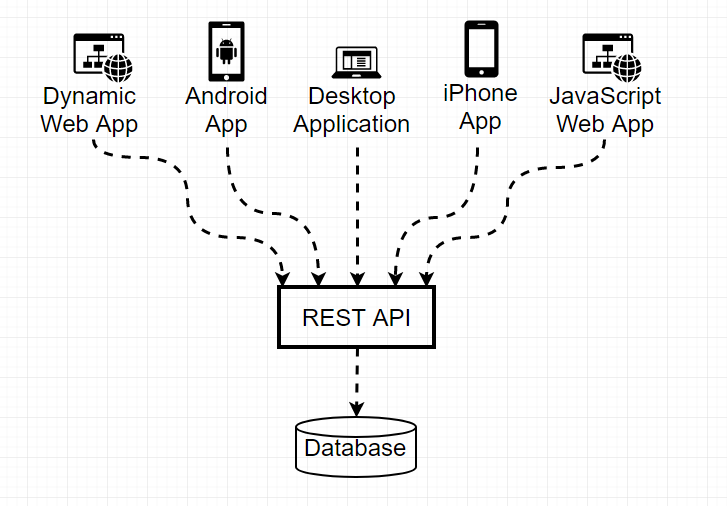 Dynamic
Web App
Android
App
Desktop
Application
iPhone
App
JavaScript
Web App
REST API
Database